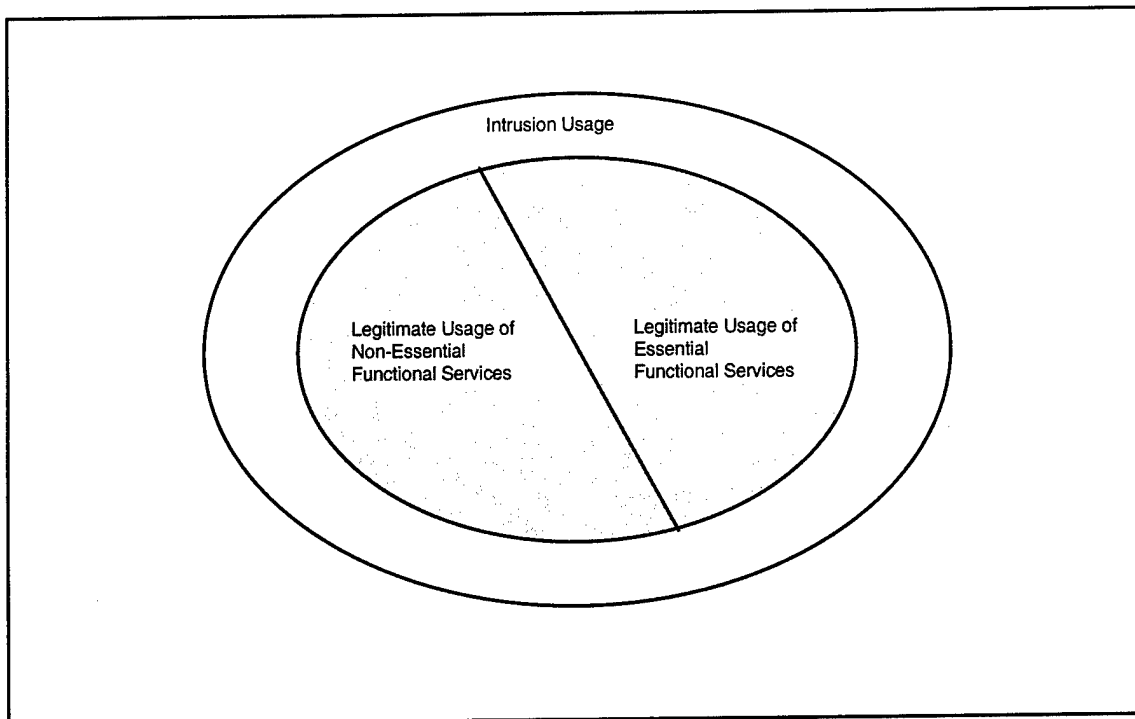 Intrusion Usage
Legitimate Usage of
Non-Essential
Functional Services
Legitimate Usage of
Essential
Functional Services